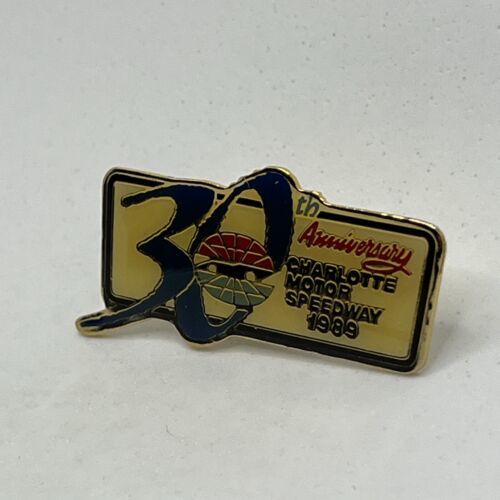 30th
Anniversary
CHARLOTTE
MOTOR
SPEEDWAY
1989